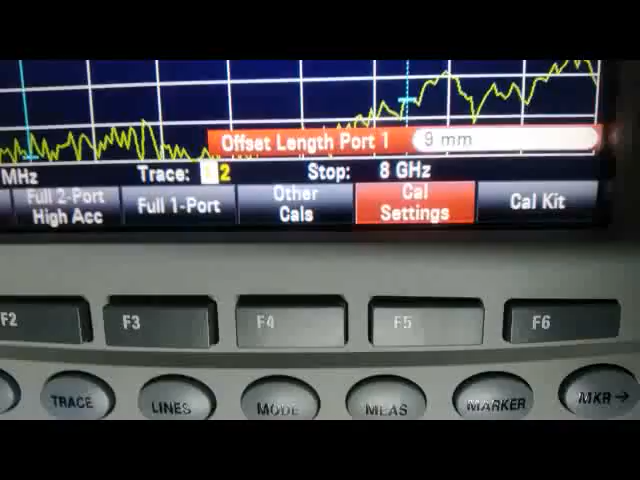 Offset Length Port 1 9 mm
MHz Trace: 2 Stop: 8 GHz
Full 2-Port
High Acc
Full 1-Port
Other
Cals
Cal
Settings
Cal Kit
F2 F3 F4 F5 F6
TRACE LINES MODE MEAS MARKER MKR→